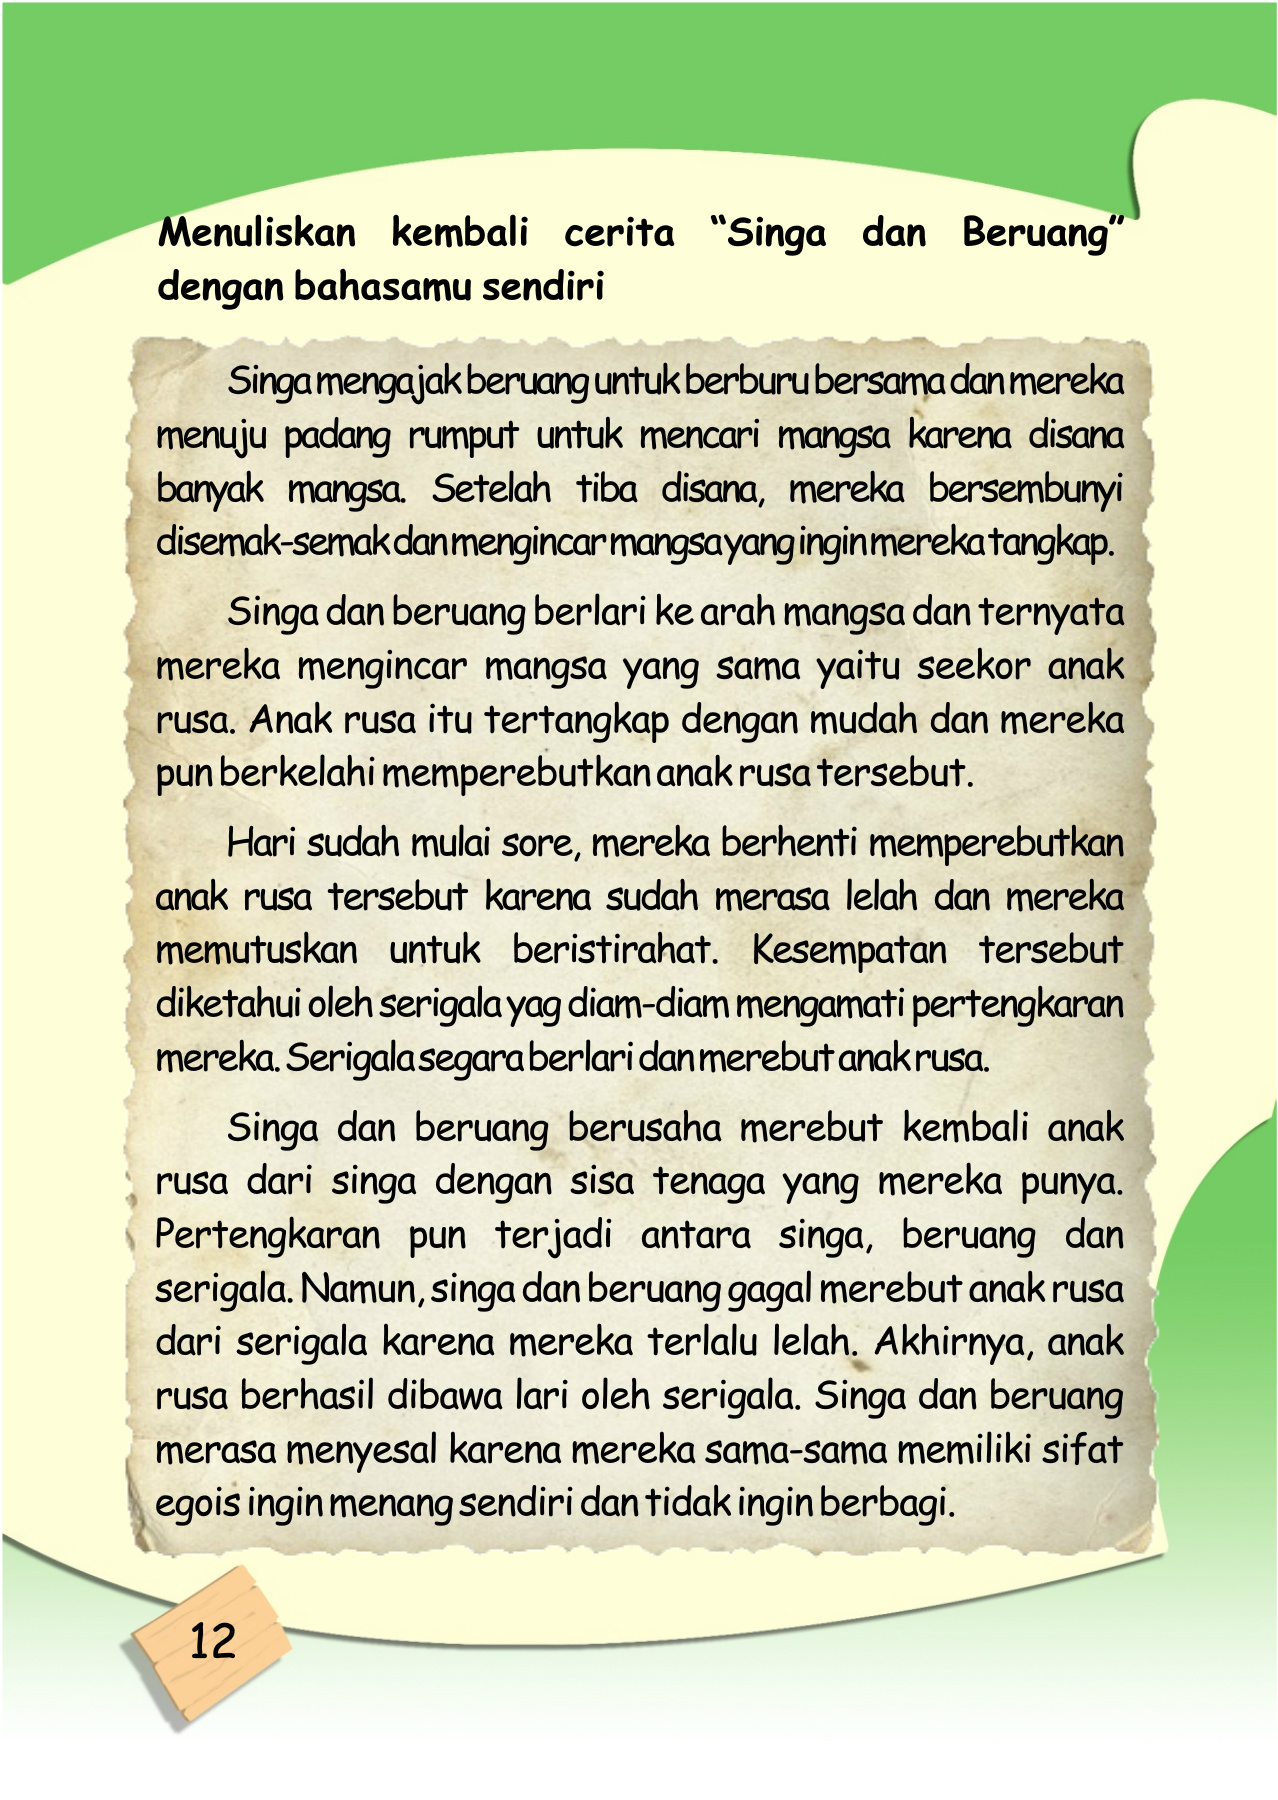 Menuliskan kembali cerita “Singa dan Beruang”
dengan bahasamu sendiri
Singa mengajak beruang untuk berburu bersama dan mereka
menuju padang rumput untuk mencari mangsa karena disana
banyak mangsa. Setelah tiba disana, mereka bersembunyi
disemak-semak dan mengincar mangsa yang ingin mereka tangkap.
Singa dan beruang berlari ke arah mangsa dan ternyata
mereka mengincar mangsa yang sama yaitu seekor anak
rusa. Anak rusa itu tertangkap dengan mudah dan mereka
pun berkelahi memperebutkan anak rusa tersebut.
Hari sudah mulai sore, mereka berhenti memperebutkan
anak rusa tersebut karena sudah merasa lelah dan mereka
memutuskan untuk beristirahat. Kesempatan tersebut
diketahui oleh serigala yag diam-diam mengamati pertengkaran
mereka. Serigala segara berlari dan merebut anak rusa.
Singa dan beruang berusaha merebut kembali anak
rusa dari singa dengan sisa tenaga yang mereka punya.
Pertengkaran pun terjadi antara singa, beruang dan
serigala. Namun, singa dan beruang gagal merebut anak rusa
dari serigala karena mereka terlalu lelah. Akhirnya, anak
rusa berhasil dibawa lari oleh serigala. Singa dan beruang
merasa menyesal karena mereka sama-sama memiliki sifat
egois ingin menang sendiri dan tidak ingin berbagi.
12